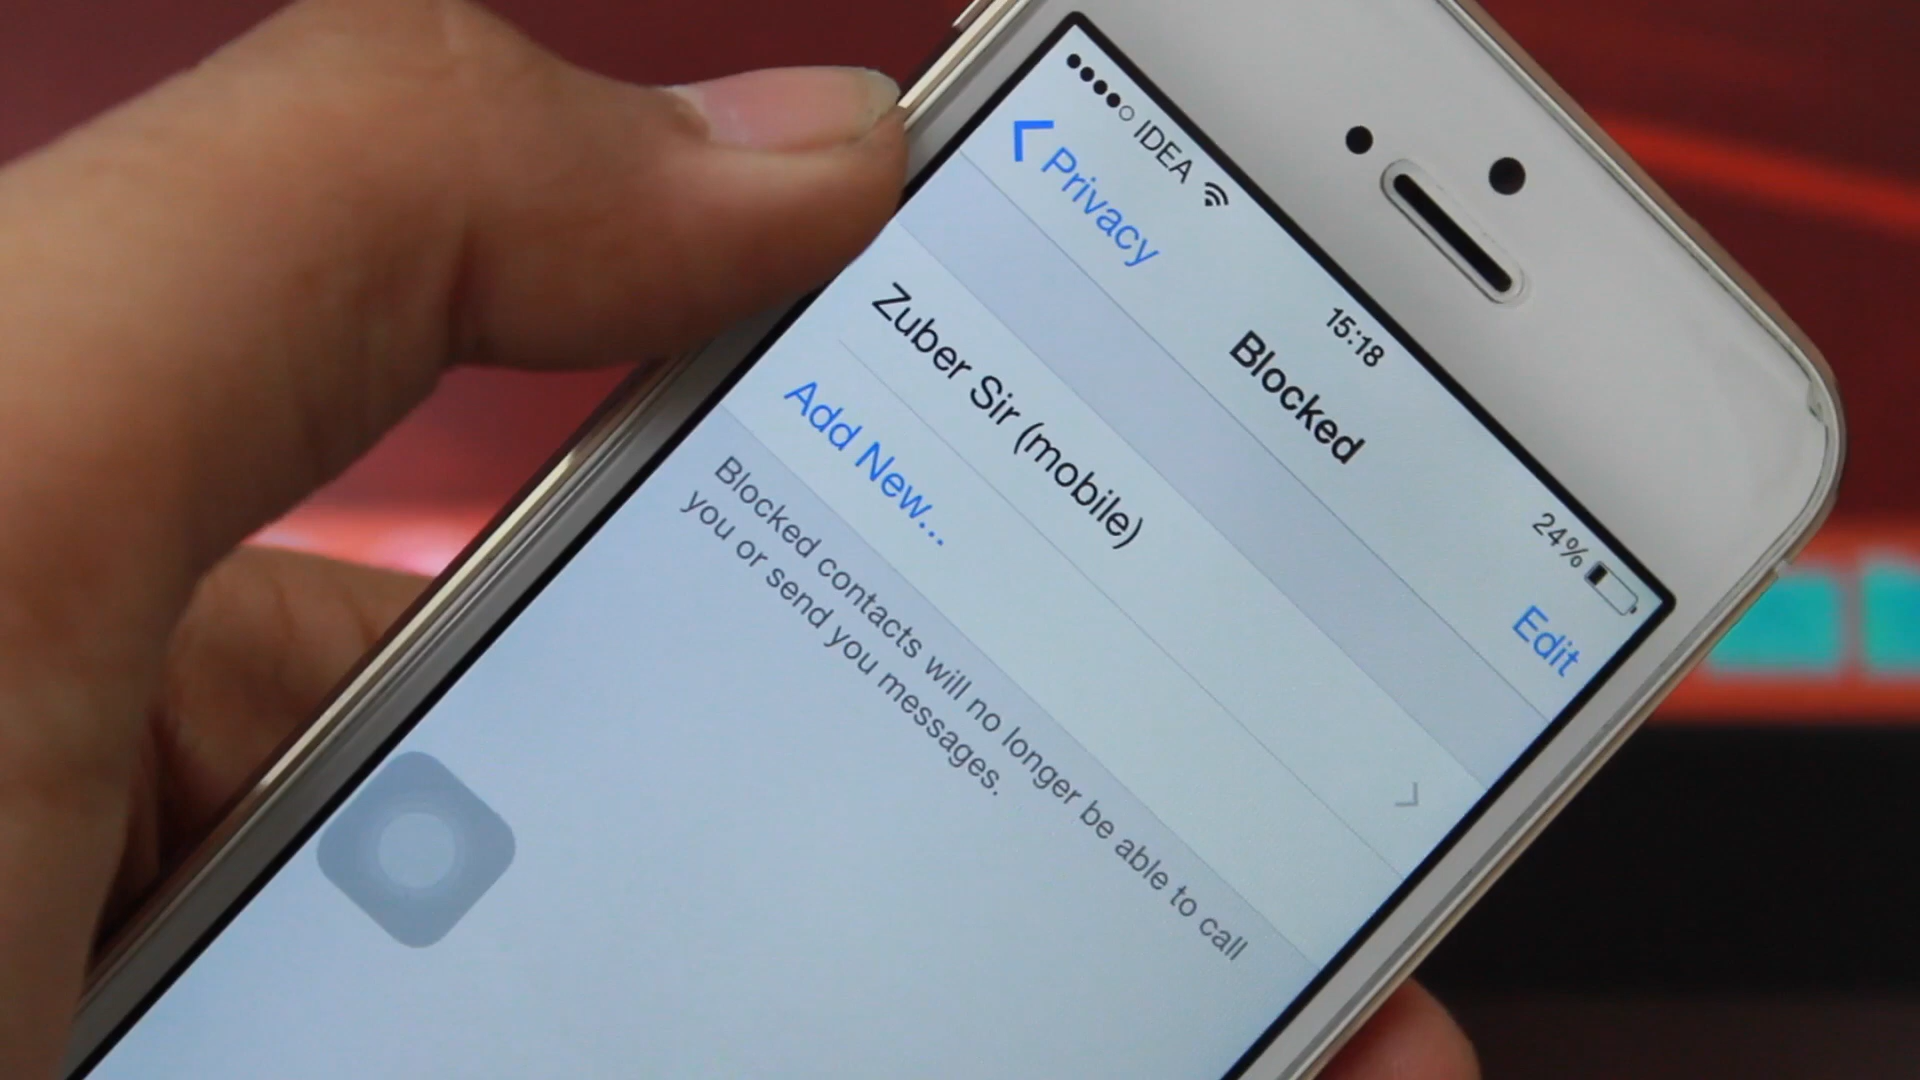 IDEA 15:18 24%
Privacy Blocked Edit
Zuber Sir (mobile)
Add New...
Blocked contacts will no longer be able to call
you or send you messages.